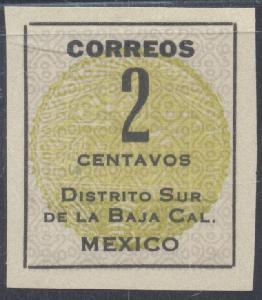 CORREOS
2
CENTAVOS
DISTRITO SUR
DE LA BAJA CAL.
MEXICO